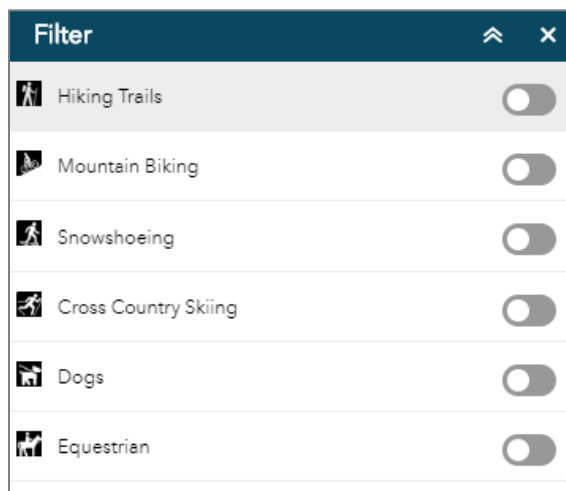 Filter
Hiking Trails
Mountain Biking
Snowshoeing
Cross Country Skiing
Dogs
Equestrian